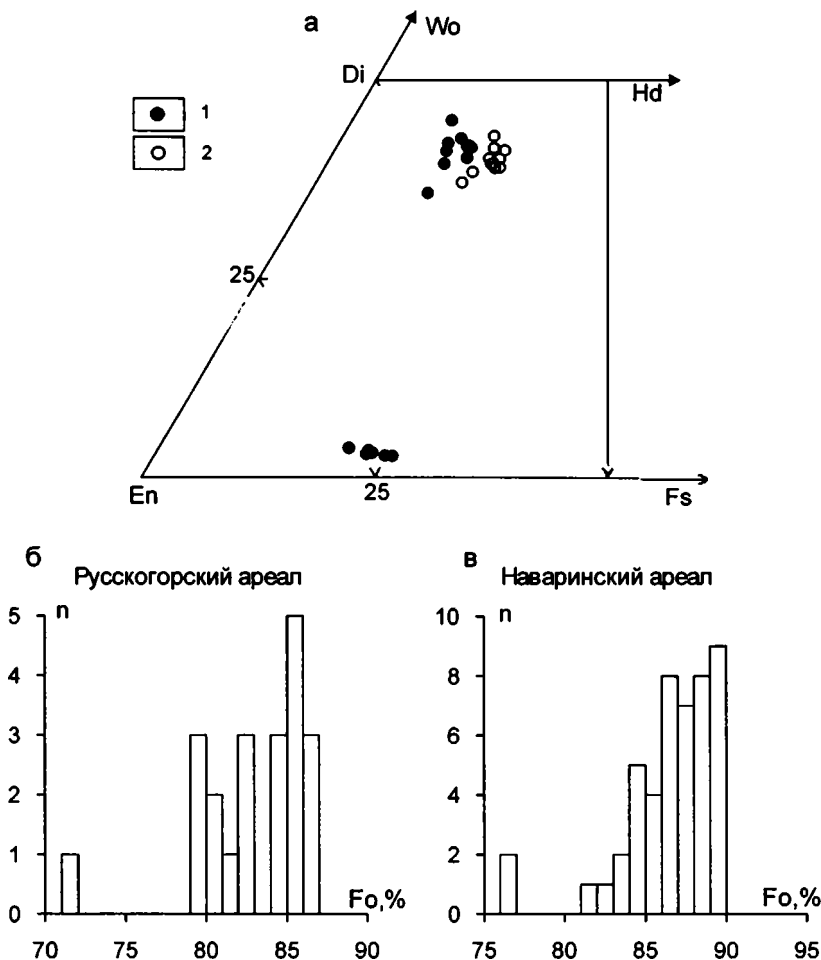 а
Wo
Di
Hd
1
2
25
En
25
Fs
б
Русскогорский ареал
5
n
4
3
2
1
0
Fo,%
70 75 80 85 90
в
Наваринский ареал
10
n
8
6
4
2
0
Fo,%
75 80 85 90 95